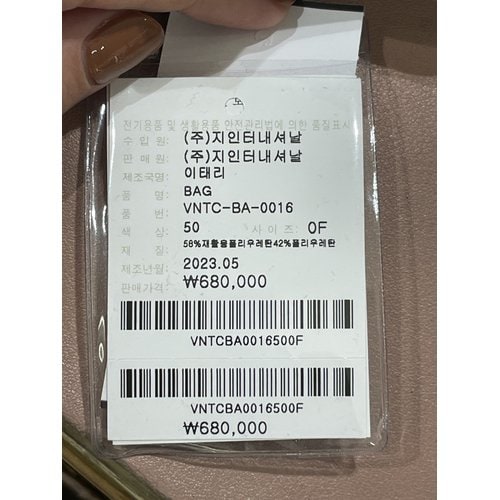 전기용품 및 생활용품 안전관리법에 의한 품질표시
수 입 원: (주)지인터내셔날
판 매 원: (주)지인터내셔날
제조국명: 이태리
품 명: BAG
품 번: VNTC-BA-0016
색 상: 50 사 이 즈: 0F
재 질: 58%재활용폴리우레탄42%폴리우레탄
제조년월: 2023.05
판매가격: ₩680,000
VNTCBA0016500F
VNTCBA0016500F
₩680,000